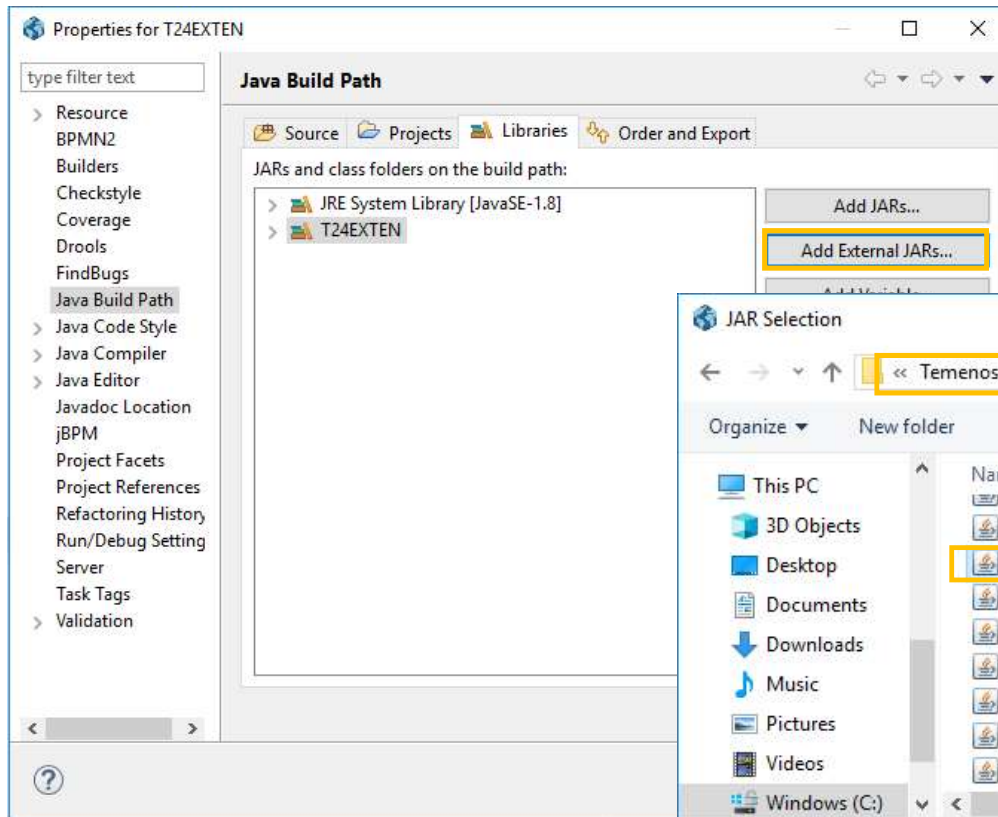 Properties for T24EXTEN
type filter text
Resource
BPMN2
Builders
Checkstyle
Coverage
Drools
FindBugs
Java Build Path
Java Code Style
Java Compiler
Java Editor
Javadoc Location
jBPM
Project Facets
Project References
Refactoring History
Run/Debug Setting
Server
Task Tags
Validation
Java Build Path
Source Projects Libraries Order and Export
JARs and class folders on the build path:
JRE System Library [JavaSE-1.8]
T24EXTEN
Add JARs...
Add External JARs...
JAR Selection
« Temenos
Organize New folder
This PC
3D Objects
Desktop
Documents
Downloads
Music
Pictures
Videos
Windows (C:)